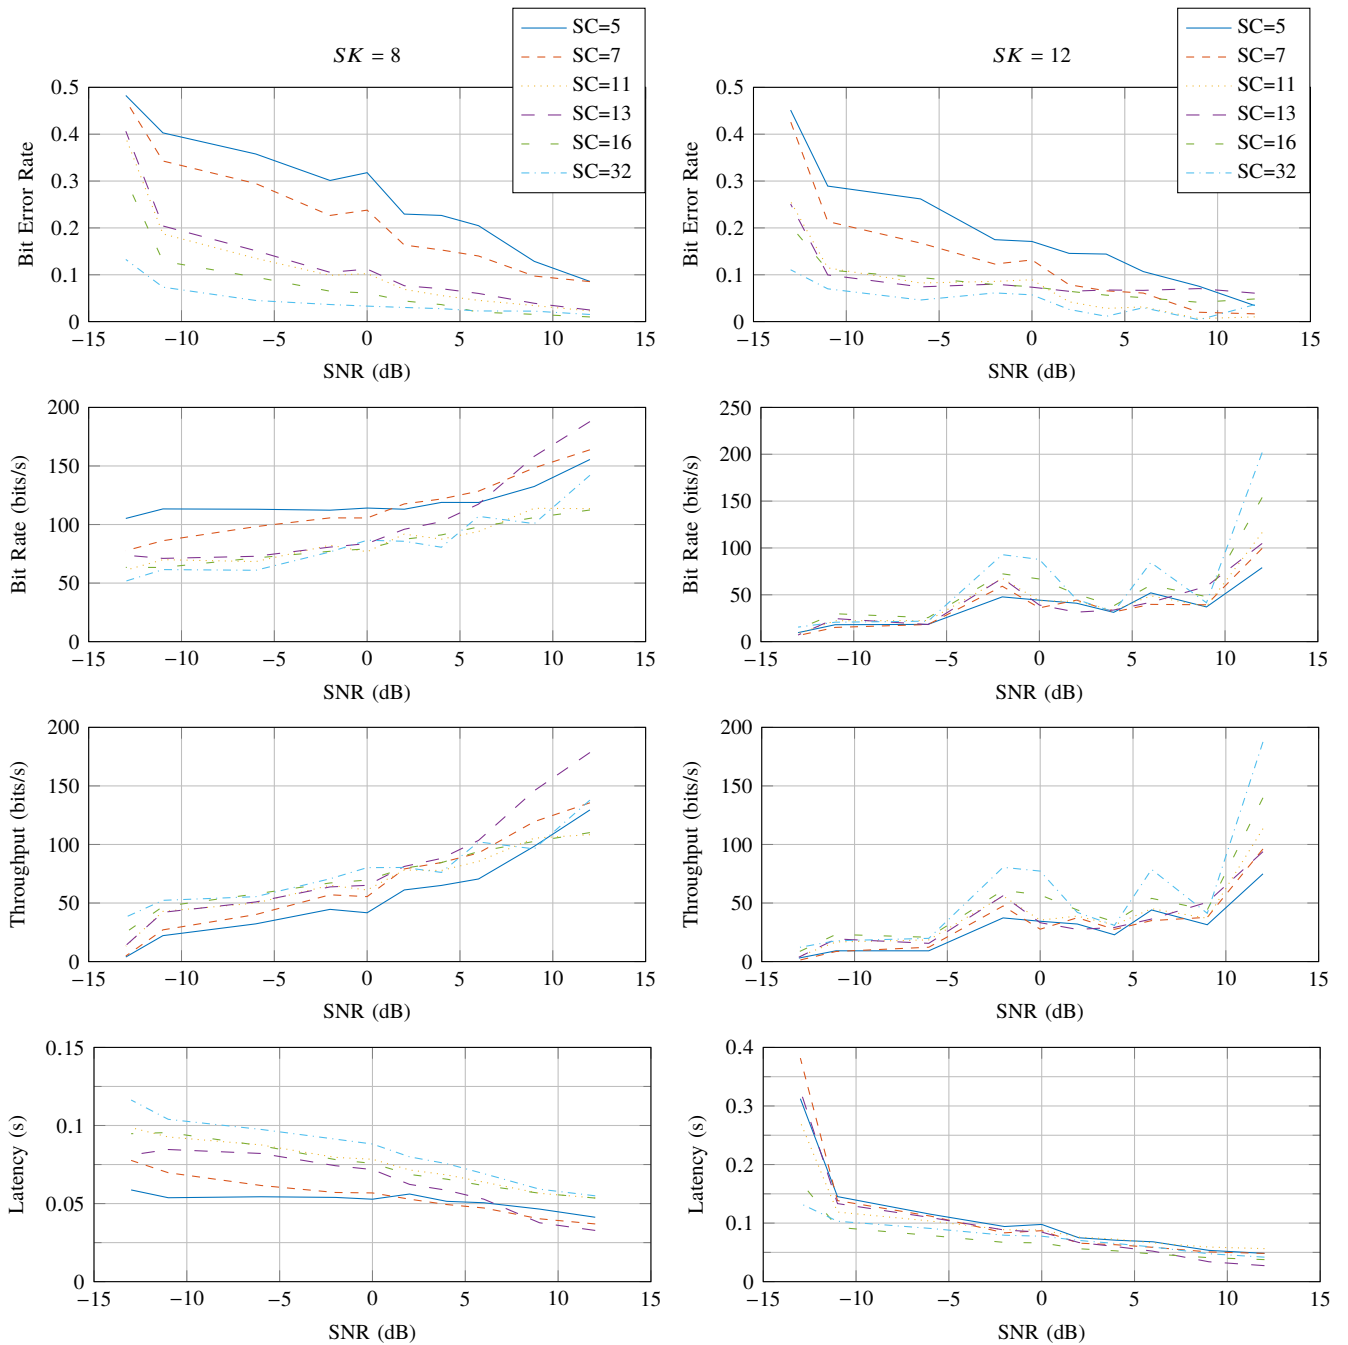 SK = 8
SC=5
SC=7
SC=11
SC=13
SC=16
SC=32
Bit Error Rate
0.5
0.4
0.3
0.2
0.1
0
−15 −10 −5 0 5 10 15
SNR (dB)
SK = 12
SC=5
SC=7
SC=11
SC=13
SC=16
SC=32
Bit Error Rate
0.5
0.4
0.3
0.2
0.1
0
−15 −10 −5 0 5 10 15
SNR (dB)
Bit Rate (bits/s)
200
150
100
50
0
−15 −10 −5 0 5 10 15
SNR (dB)
Bit Rate (bits/s)
250
200
150
100
50
0
−15 −10 −5 0 5 10 15
SNR (dB)
Throughput (bits/s)
200
150
100
50
0
−15 −10 −5 0 5 10 15
SNR (dB)
Throughput (bits/s)
200
150
100
50
0
−15 −10 −5 0 5 10 15
SNR (dB)
Latency (s)
0.15
0.1
0.05
0
−15 −10 −5 0 5 10 15
SNR (dB)
Latency (s)
0.4
0.3
0.2
0.1
0
−15 −10 −5 0 5 10 15
SNR (dB)